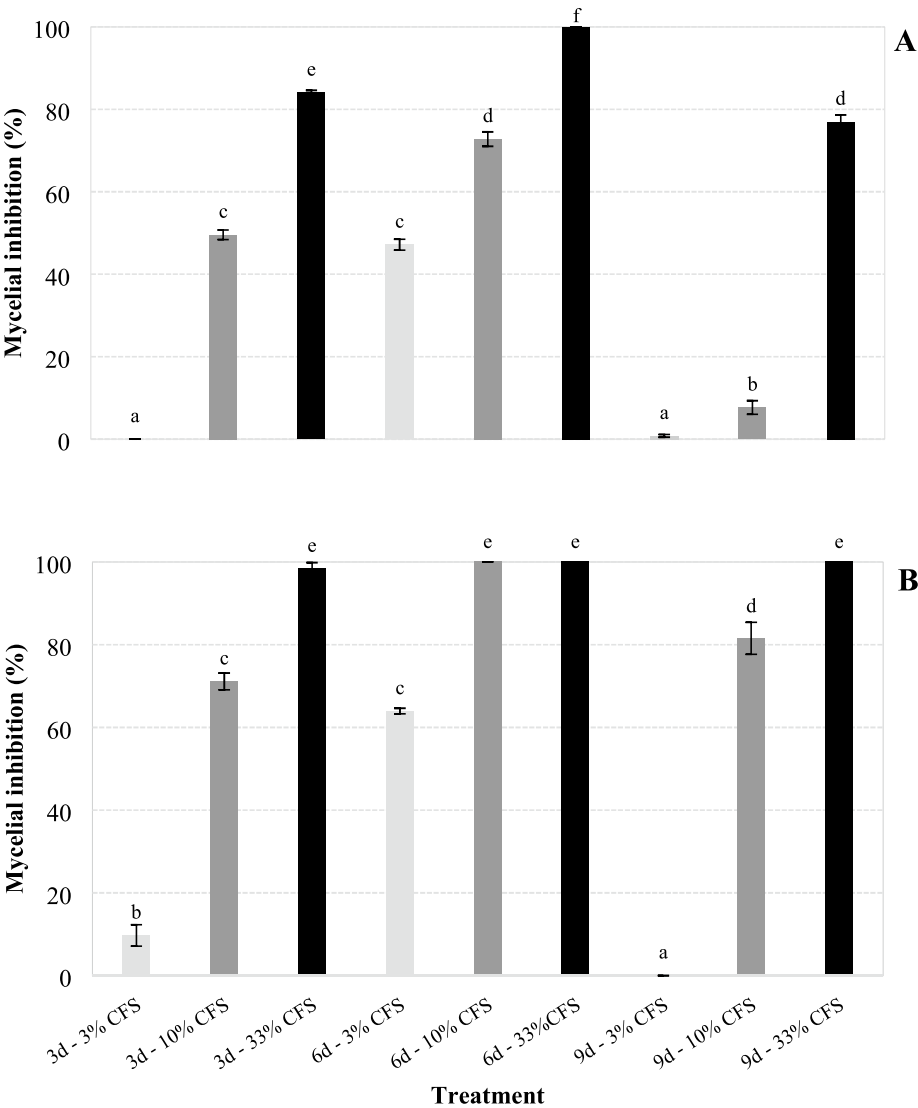 A
Mycelial inhibition (%)
100
80
60
40
20
0
a
c
e
c
d
f
a
b
d
B
Mycelial inhibition (%)
100
80
60
40
20
0
b
c
e
c
e
e
a
d
e
3d - 3% CFS
3d - 10% CFS
3d - 33% CFS
6d - 3% CFS
6d - 10% CFS
6d - 33%CFS
9d - 3% CFS
9d - 10% CFS
9d - 33% CFS
Treatment